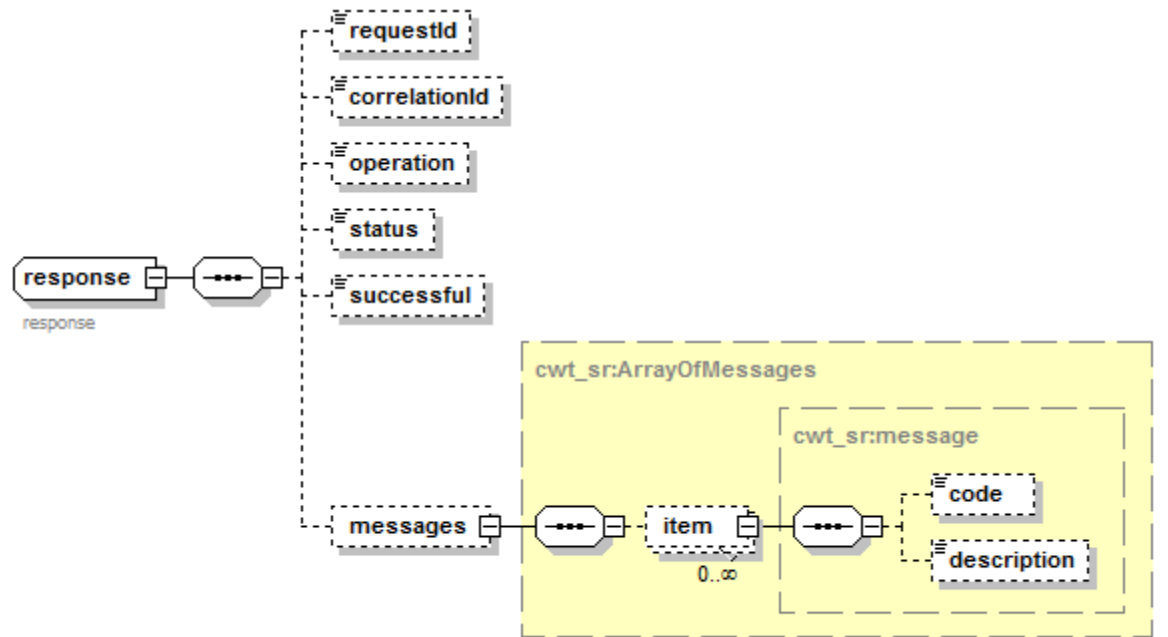 requestId
correlationId
operation
status
response
successful
response
cwt_sr:ArrayOfMessages
cwt_sr:message
code
messages
item
description
0..∞